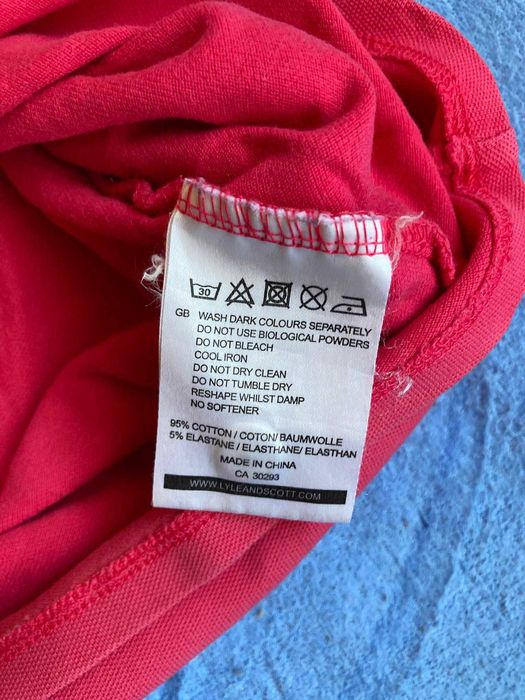 30
GB WASH DARK COLOURS SEPARATELY
DO NOT USE BIOLOGICAL POWDERS
DO NOT BLEACH
COOL IRON
DO NOT DRY CLEAN
DO NOT TUMBLE DRY
RESHAPE WHILST DAMP
NO SOFTENER
95% COTTON / COTON/ BAUMWOLLE
5% ELASTANE / ELASTHANE/ ELASTHAN
MADE IN CHINA
CA 30293
WWW.LYLEANDSCOTT.COM